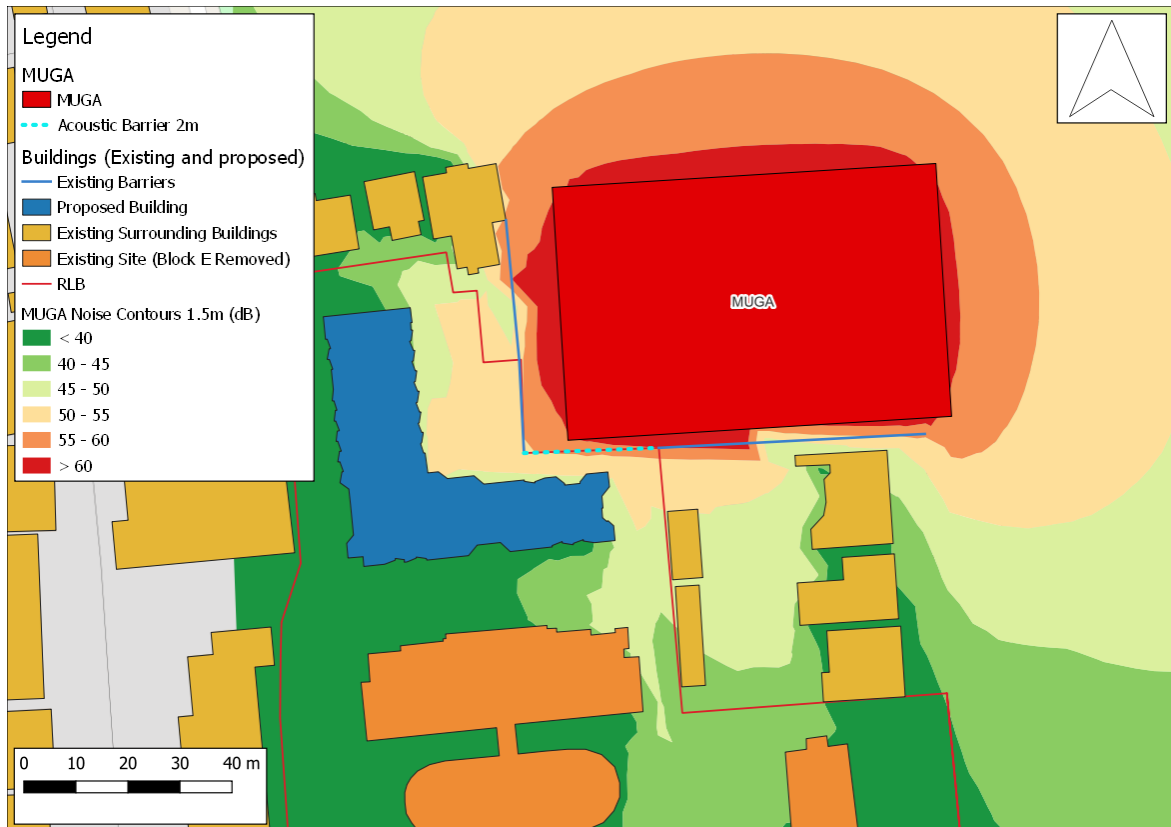 Legend
MUGA
MUGA
Acoustic Barrier 2m
Buildings (Existing and proposed)
Existing Barriers
Proposed Building
Existing Surrounding Buildings
Existing Site (Block E Removed)
RLB
MUGA Noise Contours 1.5m (dB)
< 40
40 - 45
45 - 50
50 - 55
55 - 60
> 60
MUGA
0 10 20 30 40 m